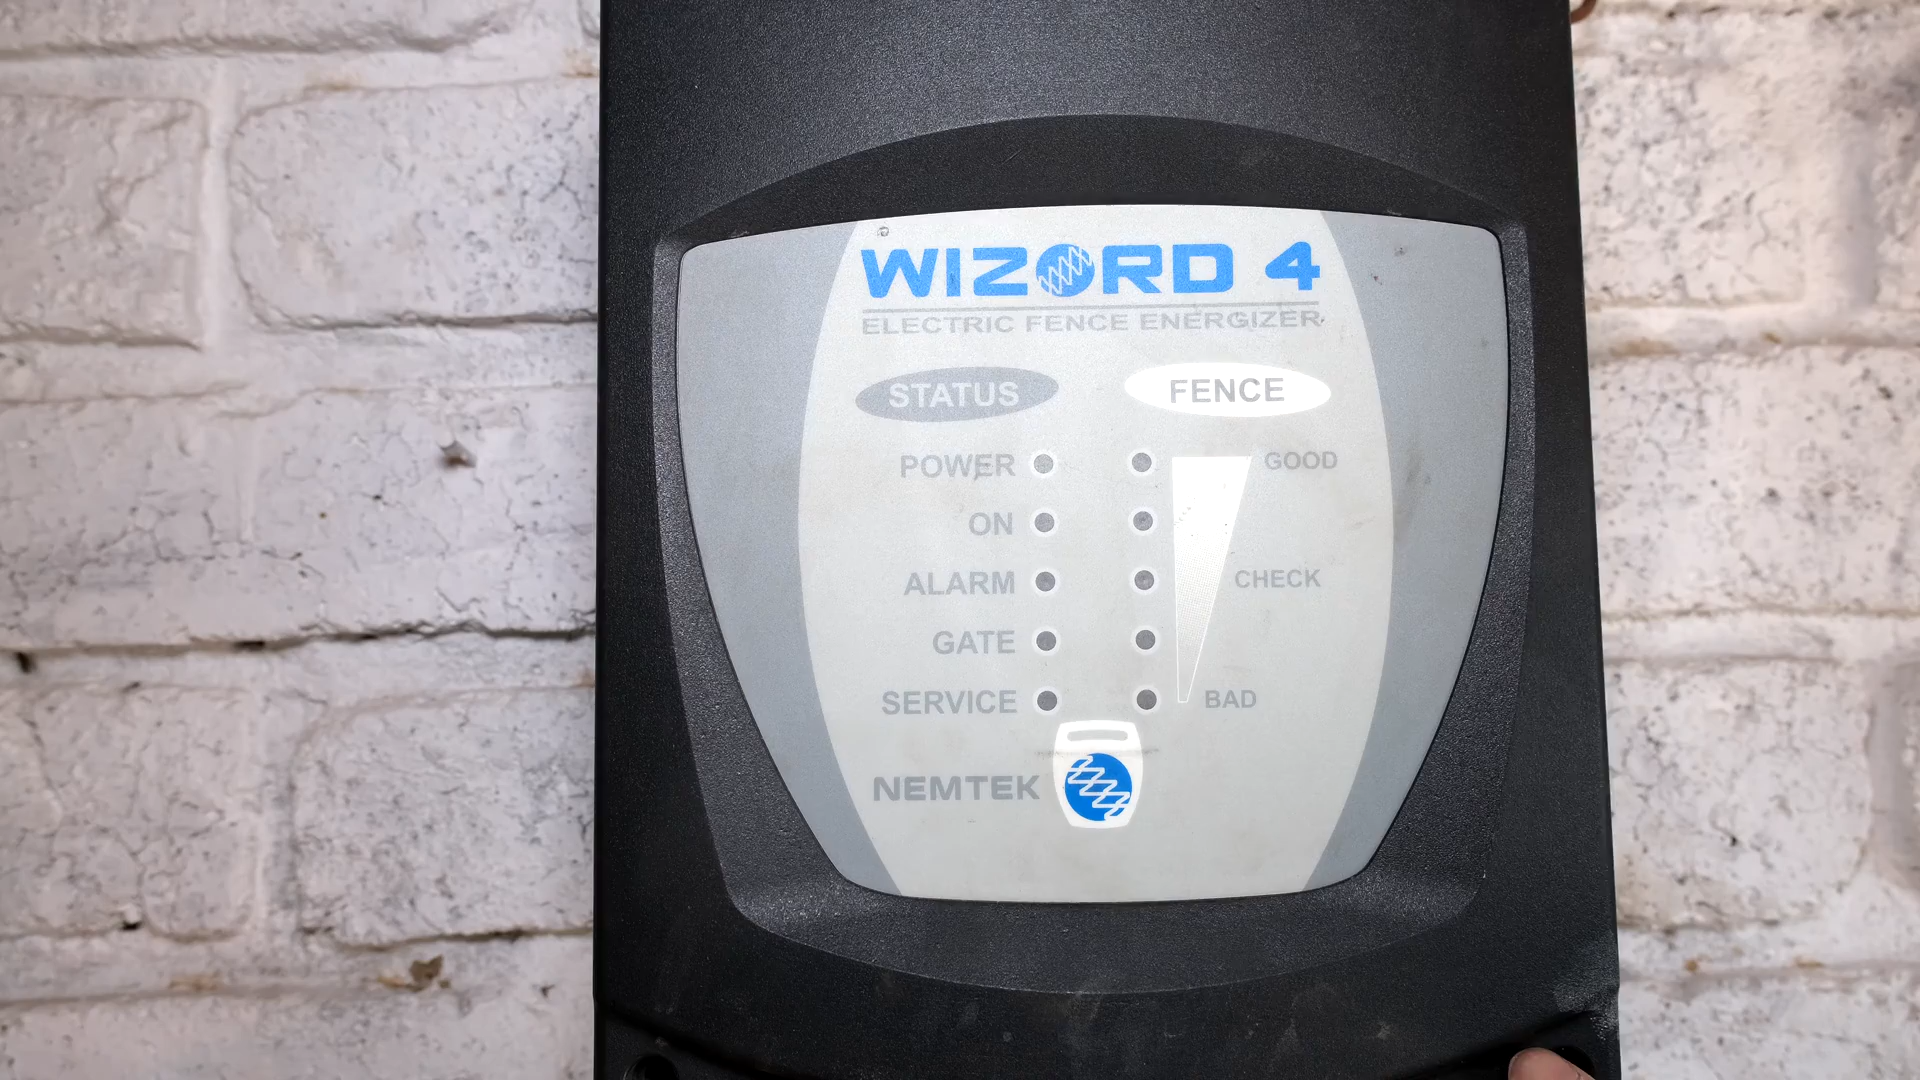 WIZORD 4
ELECTRIC FENCE ENERGIZER
STATUS
FENCE
POWER
ON
ALARM
GATE
SERVICE
GOOD
CHECK
BAD
NEMTEK